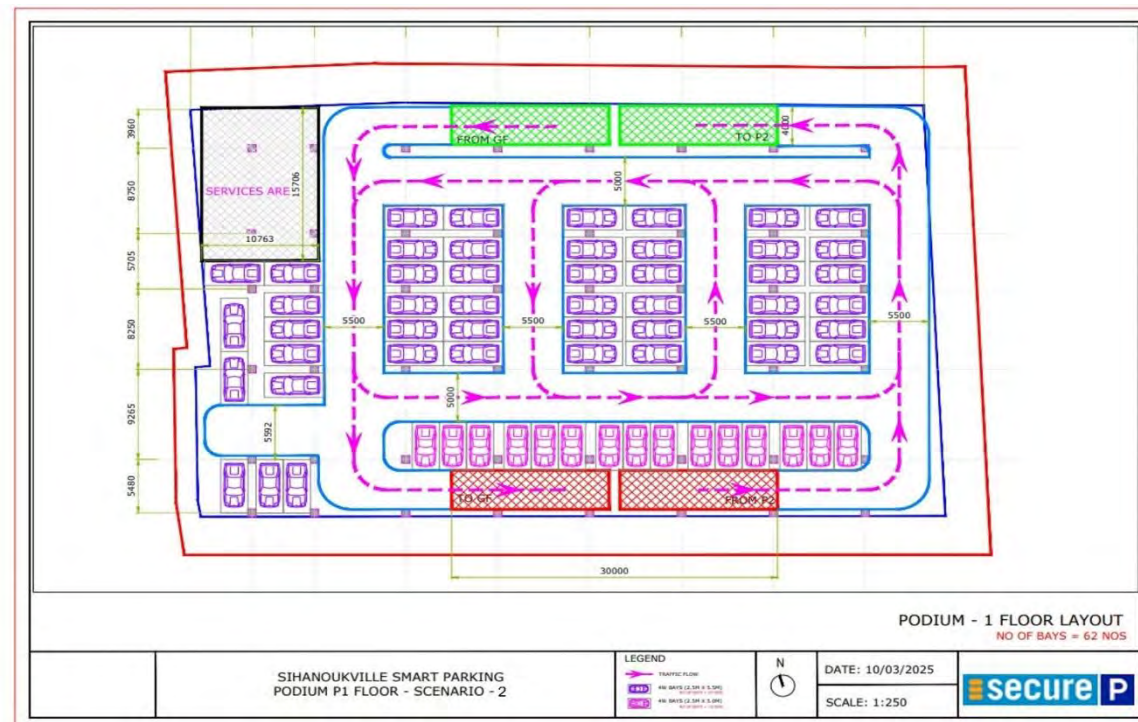 3960
8750
5705
8250
9265
5480
FROM GF
TO P2
4000
SERVICES ARE
15706
10763
5000
5500
5500
5500
5500
5000
5592
TO GF
FROM P2
30000
PODIUM - 1 FLOOR LAYOUT
NO OF BAYS = 62 NOS
SIHANOUKVILLE SMART PARKING
PODIUM P1 FLOOR - SCENARIO - 2
LEGEND
TRAFFIC FLOW
4W BAYS (2.5M X 5.5M)
4W BAYS (2.5M X 5.0M)
N
DATE: 10/03/2025
SCALE: 1:250
secure P